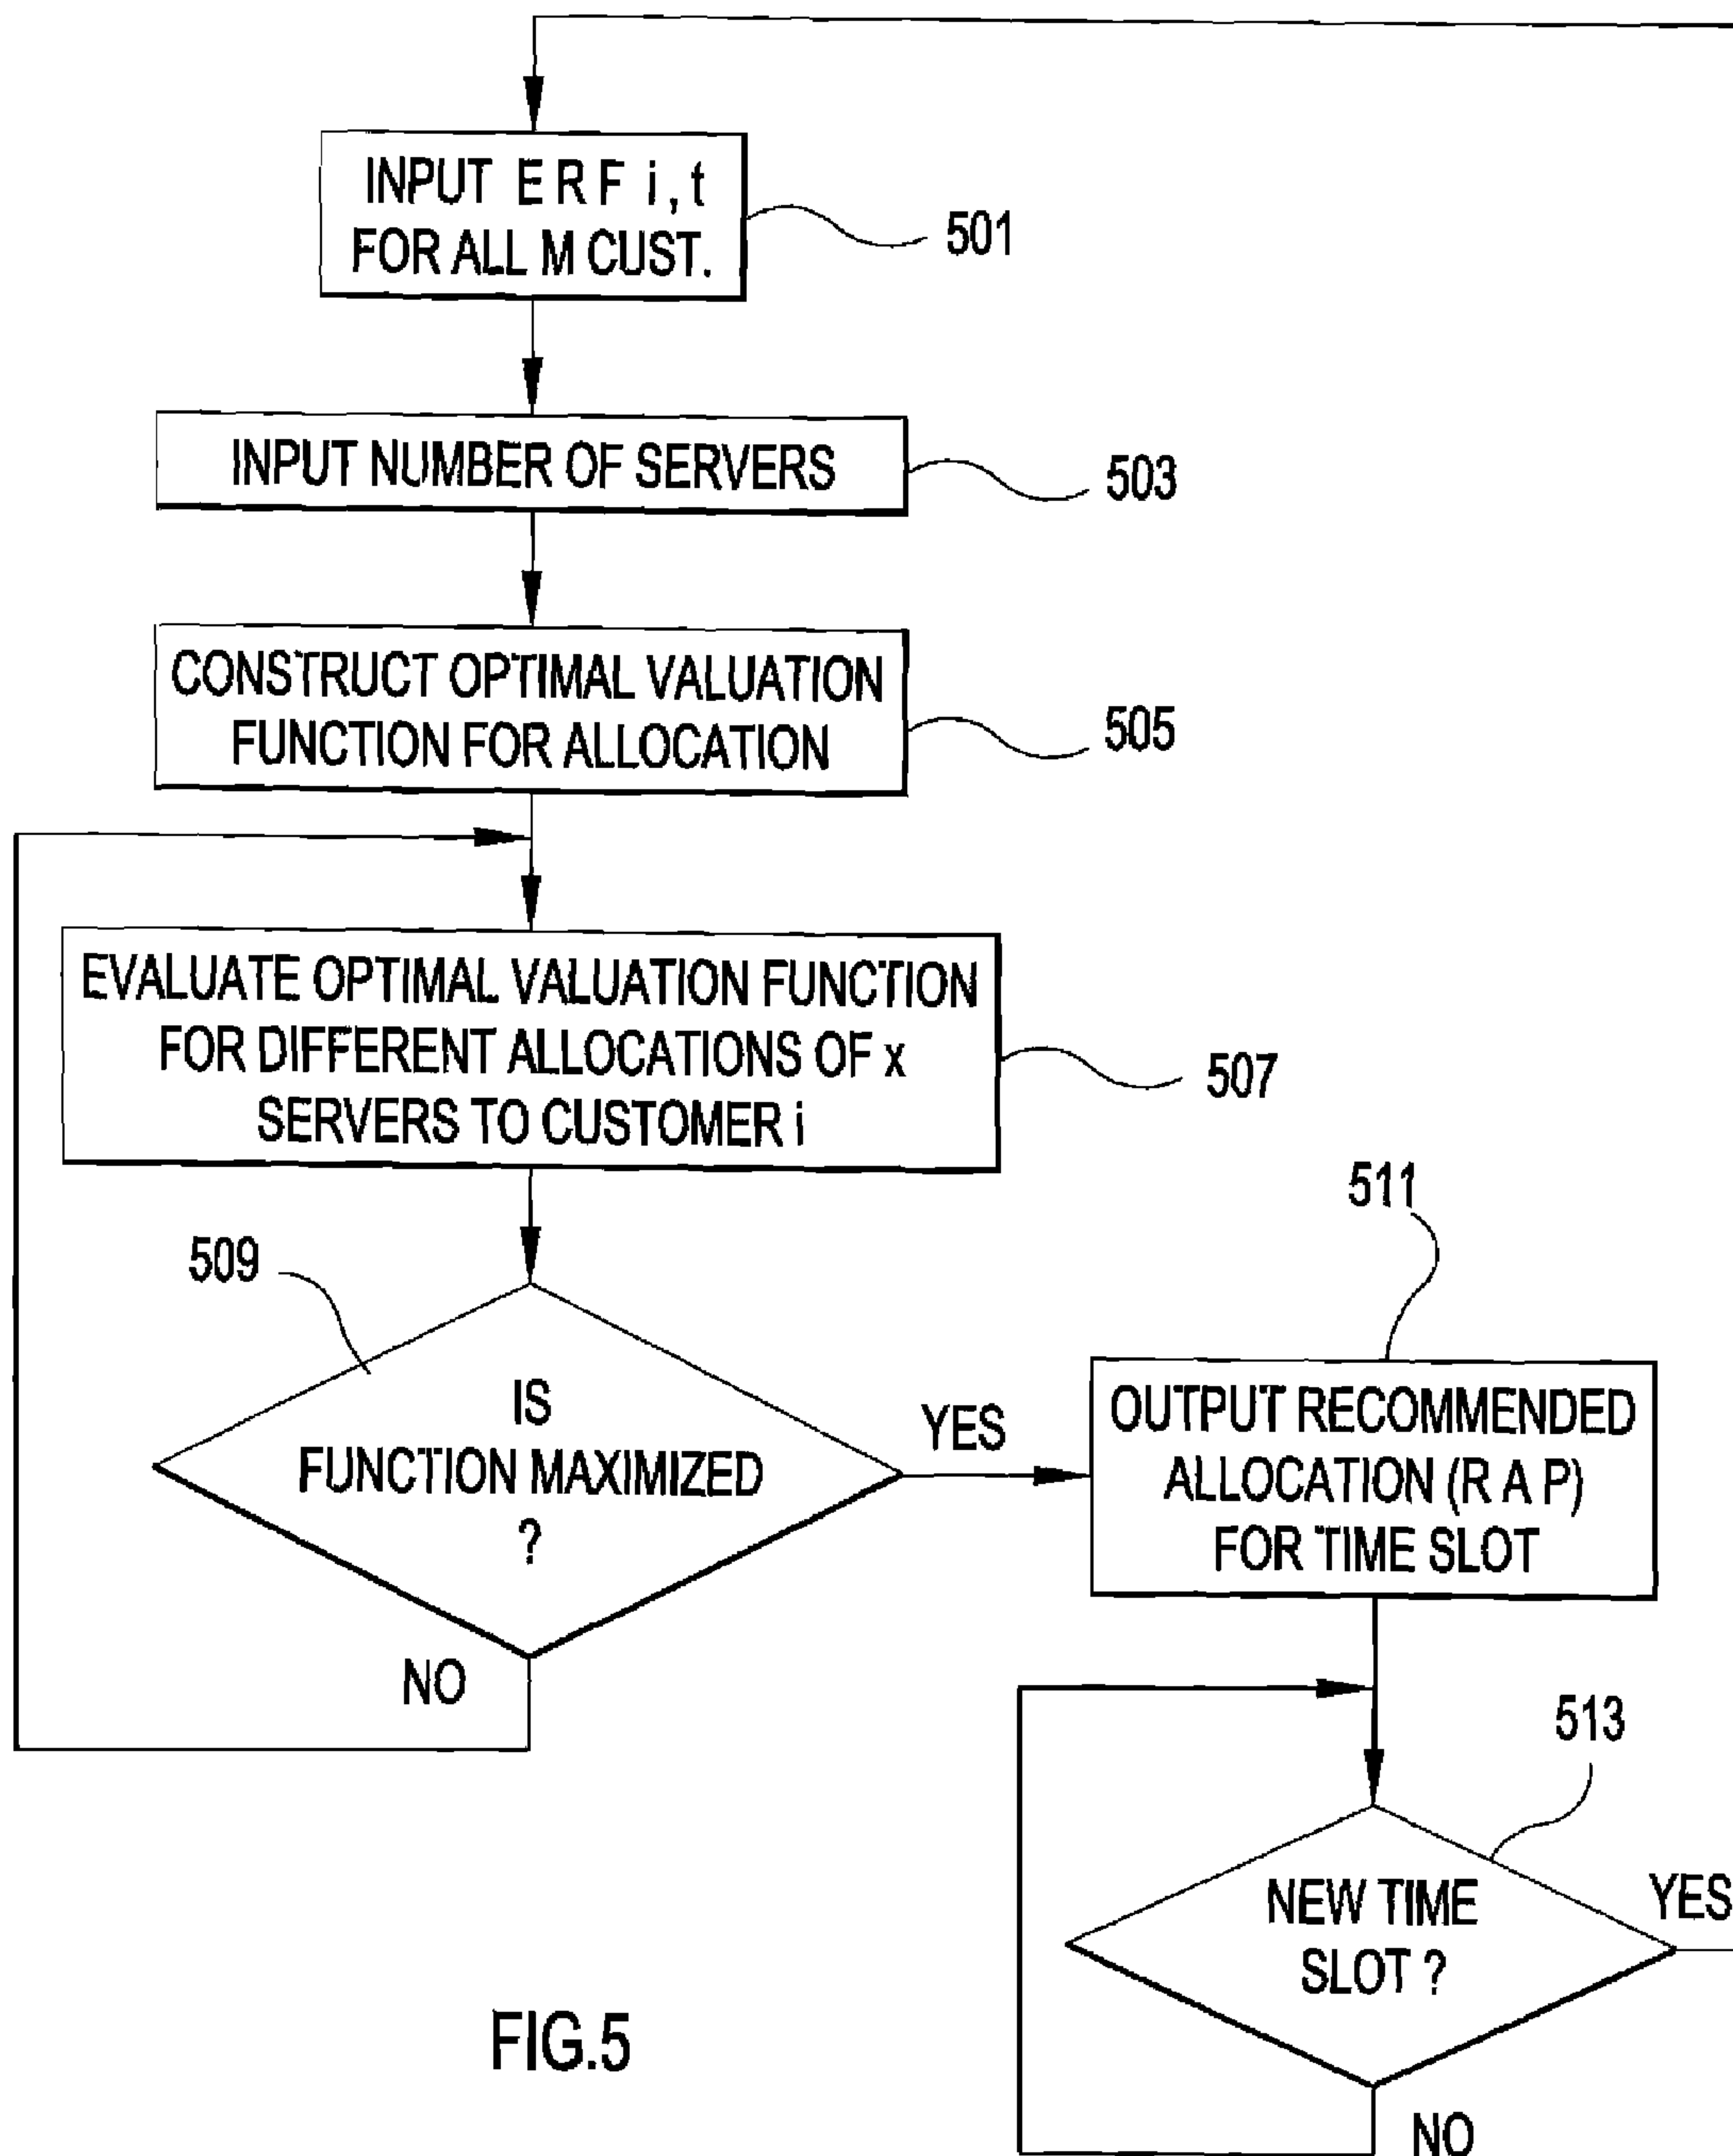 INPUT E R F i , t
FOR ALL M CUST.
501
INPUT NUMBER OF SERVERS
503
CONSTRUCT OPTIMAL VALUATION
FUNCTION FOR ALLOCATION
505
EVALUATE OPTIMAL VALUATION FUNCTION
FOR DIFFERENT ALLOCATIONS OF x
SERVERS TO CUSTOMER i
507
509
IS
FUNCTION MAXIMIZED
?
YES
NO
511
OUTPUT RECOMMENDED
ALLOCATION (R A P)
FOR TIME SLOT
513
NEW TIME
SLOT ?
YES
NO
FIG.5